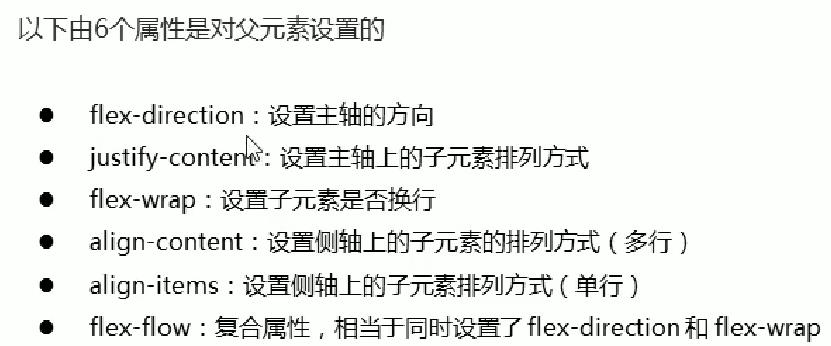 以下由6个属性是对父元素设置的
● flex-direction：设置主轴的方向
● justify-content：设置主轴上的子元素排列方式
● flex-wrap：设置子元素是否换行
● align-content：设置侧轴上的子元素的排列方式（多行）
● align-items：设置侧轴上的子元素排列方式（单行）
● flex-flow：复合属性，相当于同时设置了 flex-direction 和 flex-wrap